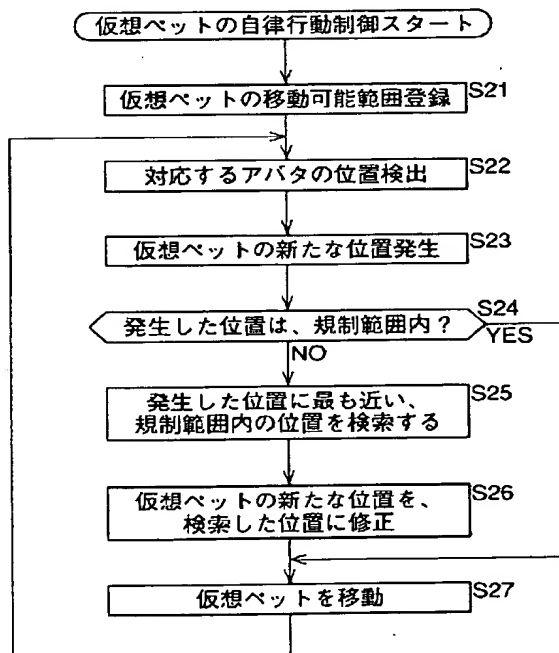 仮想ペットの自律行動制御スタート
仮想ペットの移動可能範囲登録
S21
対応するアバタの位置検出
S22
仮想ペットの新たな位置発生
S23
発生した位置は、規制範囲内？
S24
YES
NO
発生した位置に最も近い、
規制範囲内の位置を検索する
S25
仮想ペットの新たな位置を、
検索した位置に修正
S26
仮想ペットを移動
S27